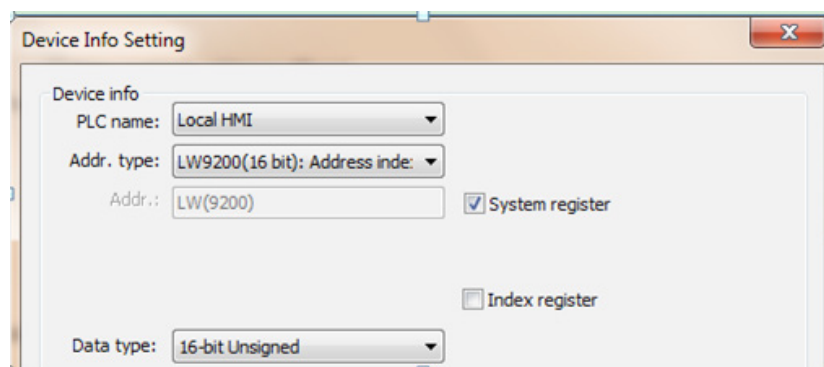 Device Info Setting
Device info
PLC name: Local HMI
Addr. type: LW9200(16 bit): Address inde:
Addr.: LW(9200) System register
Index register
Data type: 16-bit Unsigned